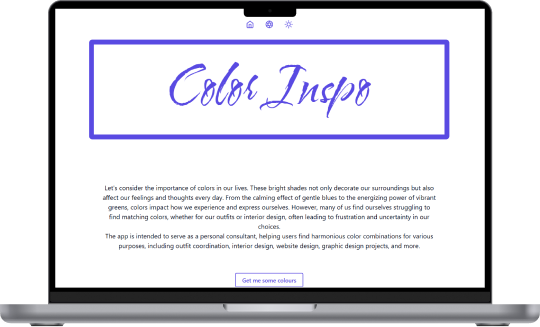 Color Inspo
Let's consider the importance of colors in our lives. These bright shades not only decorate our surroundings but also
affect our feelings and thoughts every day. From the calming effect of gentle blues to the energizing power of vibrant
greens, colors impact how we experience and express ourselves. However, many of us find ourselves struggling to
find matching colors, whether for our outfits or interior design, often leading to frustration and uncertainty in our
choices.
The app is intended to serve as a personal consultant, helping users find harmonious color combinations for various
purposes, including outfit coordination, interior design, website design, graphic design projects, and more.
Get me some colours